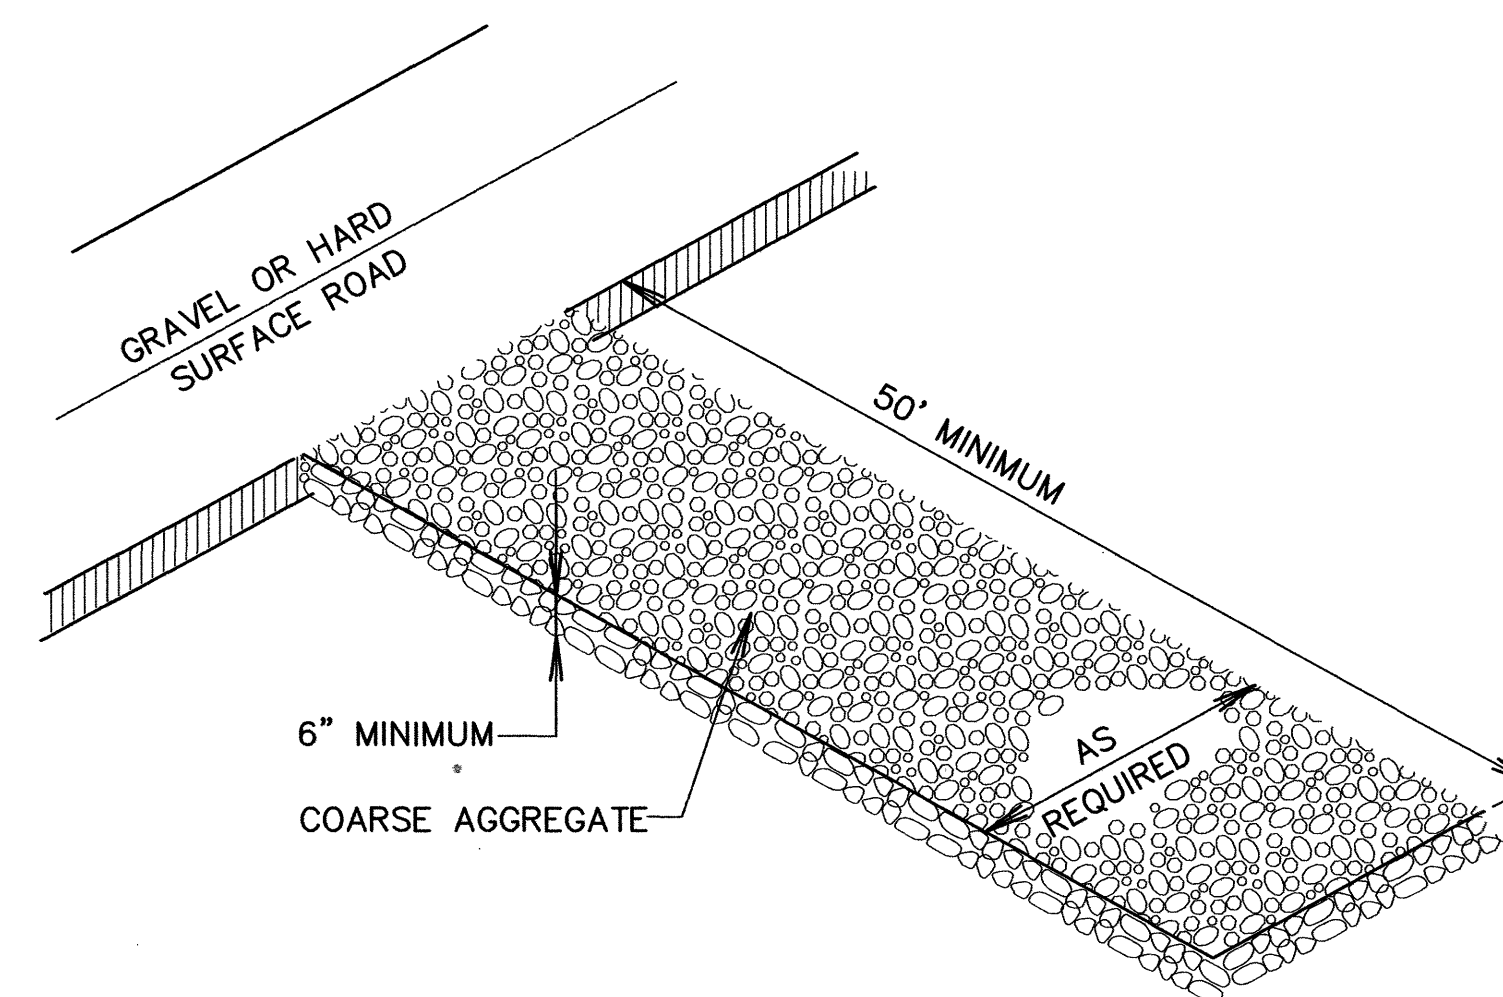 GRAVEL OR HARD
SURFACE ROAD
50' MINIMUM
6" MINIMUM
COARSE AGGREGATE
AS
REQUIRED